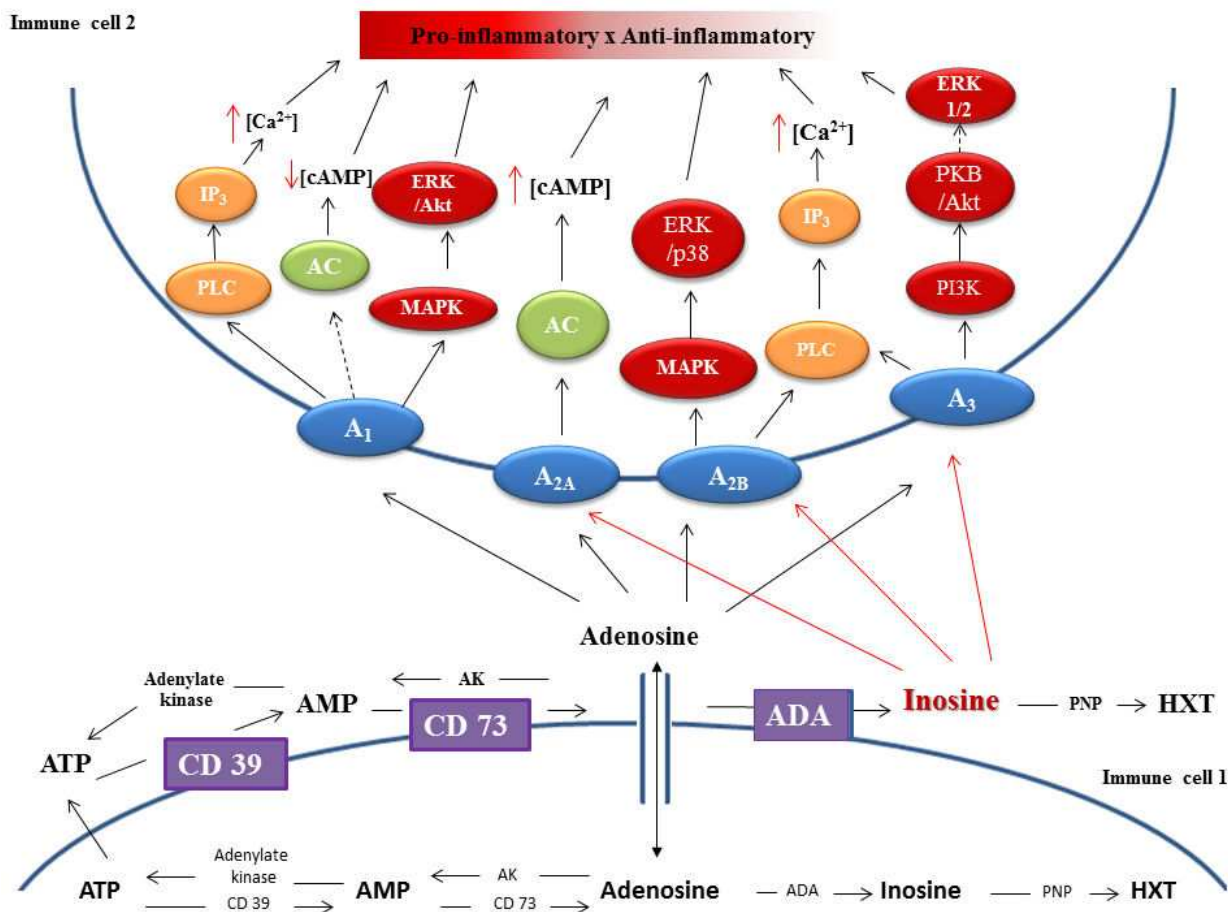 Immune cell 2
Pro-inflammatory x Anti-inflammatory
ERK
1/2
[Ca²⁺]
[Ca²⁺]
[cAMP]
ERK
/Akt
[cAMP]
PKB
/Akt
IP₃
IP₃
ERK
/p38
AC
PLC
MAPK
PI3K
AC
PLC
MAPK
A₁
A₃
A₂A
A₂B
Adenosine
Adenylate
kinase
AK
AMP
CD 73
ADA
Inosine
PNP
HXT
ATP
CD 39
Immune cell 1
Adenylate
kinase
AK
ATP
AMP
Adenosine
ADA
Inosine
PNP
HXT
CD 39
CD 73